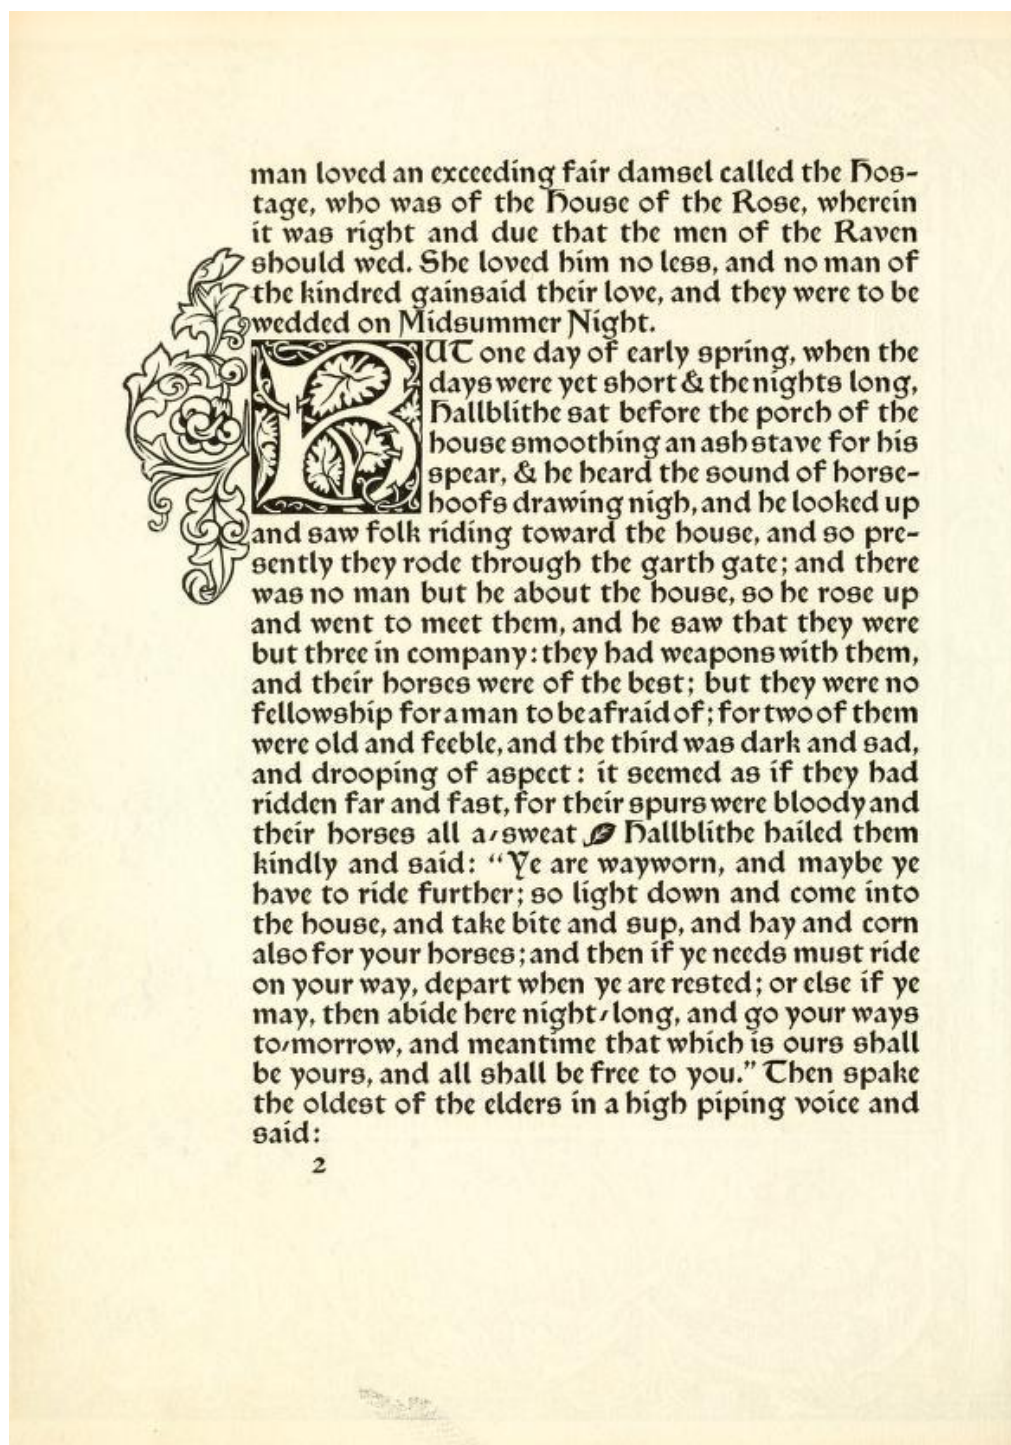 man loved an exceeding fair damsel called the Hos-
tage, who was of the House of the Rose, wherein
it was right and due that the men of the Raven
should wed. She loved him no less, and no man of
the kindred gainsaid their love, and they were to be
wedded on Midsummer Night.
BUT one day of early spring, when the
days were yet short & the nights long,
Hallblithe sat before the porch of the
house smoothing an ash stave for his
spear, & he heard the sound of horse-
hoofs drawing nigh, and he looked up
and saw folk riding toward the house, and so pre-
sently they rode through the garth gate; and there
was no man but he about the house, so he rose up
and went to meet them, and he saw that they were
but three in company: they had weapons with them,
and their horses were of the best; but they were no
fellowship for a man to be afraid of; for two of them
were old and feeble, and the third was dark and sad,
and drooping of aspect: it seemed as if they had
ridden far and fast, for their spurs were bloody and
their horses all a-sweat ❧ Hallblithe hailed them
kindly and said: “Ye are wayworn, and maybe ye
have to ride further; so light down and come into
the house, and take bite and sup, and hay and corn
also for your horses; and then if ye needs must ride
on your way, depart when ye are rested; or else if ye
may, then abide here night-long, and go your ways
to-morrow, and meantime that which is ours shall
be yours, and all shall be free to you.” Then spake
the oldest of the elders in a high piping voice and
said:
2